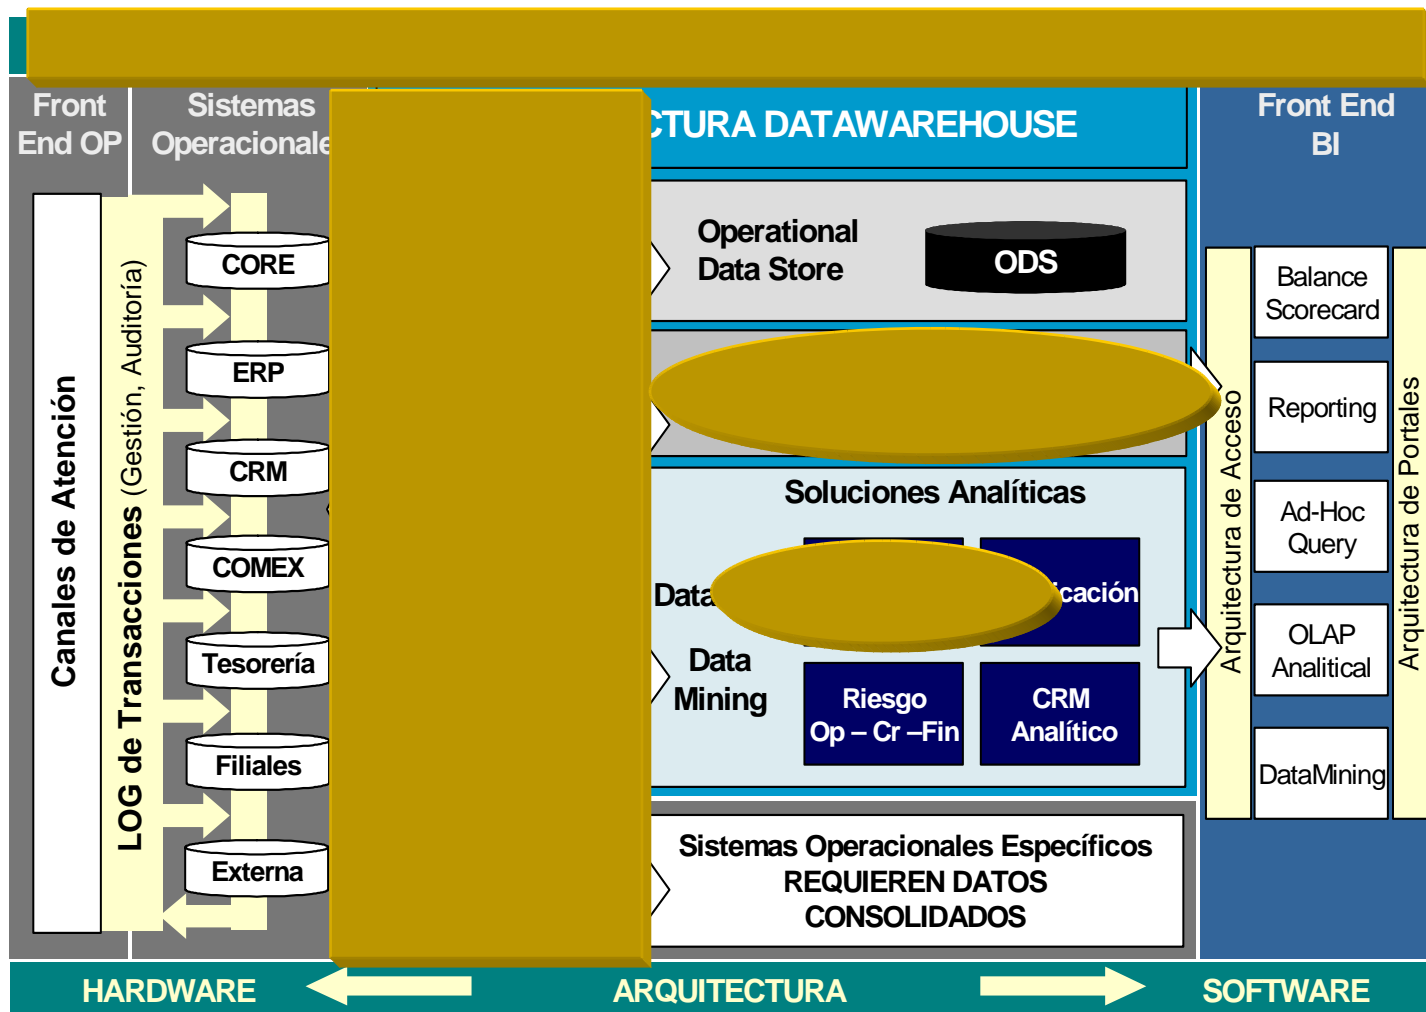 Front
End OP
Sistemas
Operacionale
CTURA DATAWAREHOUSE
Front End
BI
Canales de Atención
LOG de Transacciones (Gestión, Auditoría)
CORE
ERP
CRM
COMEX
Tesorería
Filiales
Externa
Operational
Data Store
ODS
Soluciones Analíticas
Data
icación
Data
Mining
Riesgo
Op – Cr –Fin
CRM
Analítico
Sistemas Operacionales Específicos
REQUIEREN DATOS
CONSOLIDADOS
Arquitectura de Acceso
Balance
Scorecard
Reporting
Ad-Hoc
Query
OLAP
Analitical
DataMining
Arquitectura de Portales
HARDWARE
ARQUITECTURA
SOFTWARE